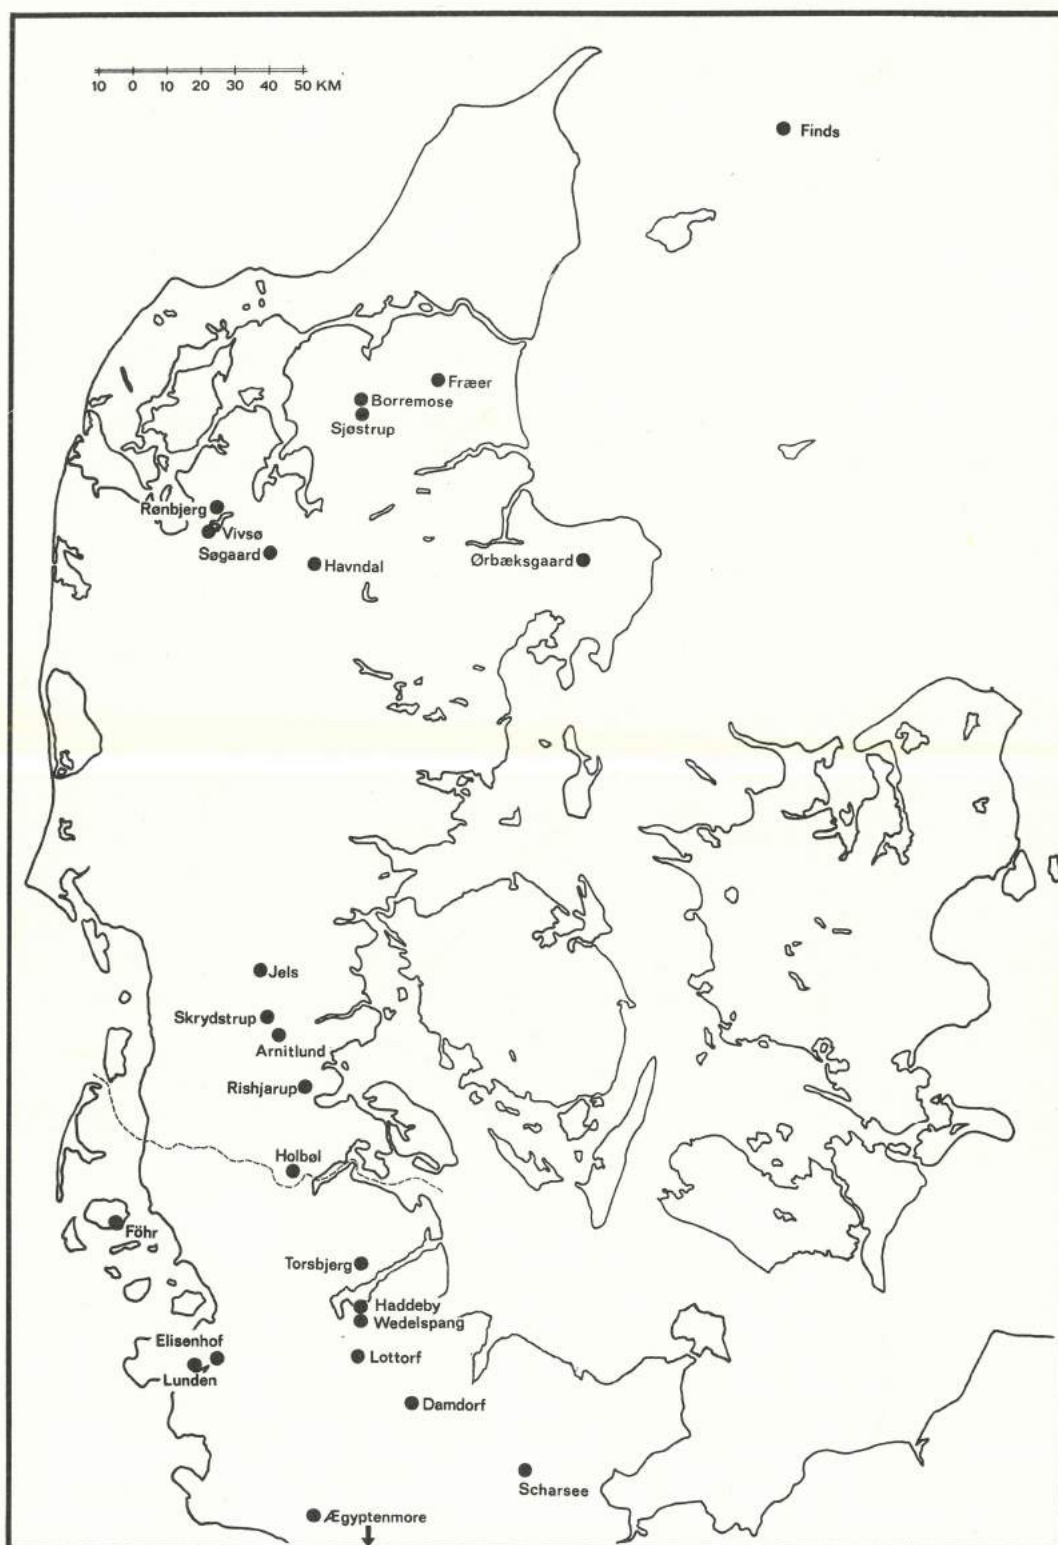 10 0 10 20 30 40 50 KM
Finds
Fræer
Borremose
Sjøstrup
Rønbjerg
Vivsø
Søgaard
Havndal
Ørbæksgaard
Jels
Skrydstrup
Arnitlund
Rishjarup
Holbøl
Föhr
Torsbjerg
Haddeby
Wedelspang
Elisenhof
Lottorf
Lunden
Damdorf
Scharsee
Ægyptenmore